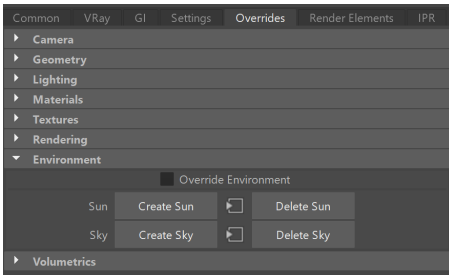 Common VRay GI Settings Overrides Render Elements IPR
Camera
Geometry
Lighting
Materials
Textures
Rendering
Environment
Override Environment
Sun Create Sun Delete Sun
Sky Create Sky Delete Sky
Volumetrics